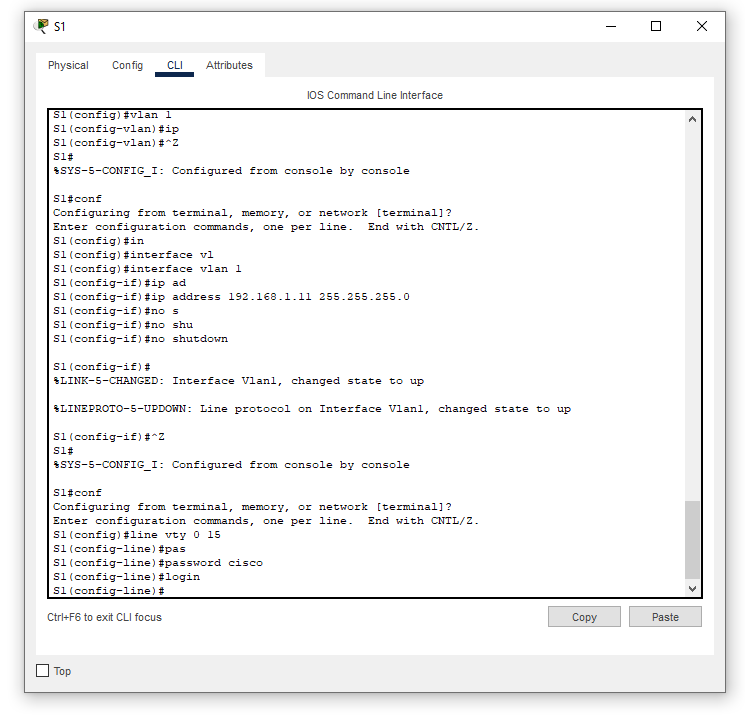 S1
Physical Config CLI Attributes
IOS Command Line Interface
S1(config)#vlan 1
S1(config-vlan)#ip
S1(config-vlan)#^Z
S1#
%SYS-5-CONFIG_I: Configured from console by console
S1#conf
Configuring from terminal, memory, or network [terminal]?
Enter configuration commands, one per line.  End with CNTL/Z.
S1(config)#in
S1(config)#interface vl
S1(config)#interface vlan 1
S1(config-if)#ip ad
S1(config-if)#ip address 192.168.1.11 255.255.255.0
S1(config-if)#no s
S1(config-if)#no shu
S1(config-if)#no shutdown
S1(config-if)#
%LINK-5-CHANGED: Interface Vlan1, changed state to up
%LINEPROTO-5-UPDOWN: Line protocol on Interface Vlan1, changed state to up
S1(config-if)#^Z
S1#
%SYS-5-CONFIG_I: Configured from console by console
S1#conf
Configuring from terminal, memory, or network [terminal]?
Enter configuration commands, one per line.  End with CNTL/Z.
S1(config)#line vty 0 15
S1(config-line)#pas
S1(config-line)#password cisco
S1(config-line)#login
S1(config-line)#
Ctrl+F6 to exit CLI focus
Copy Paste
Top